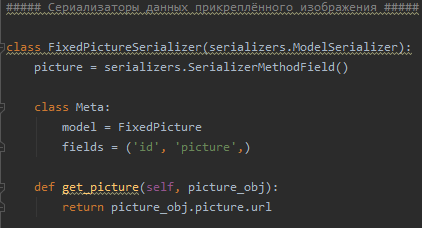 ##### Сериализаторы данных прикреплённого изображения #####
class FixedPictureSerializer(serializers.ModelSerializer):
    picture = serializers.SerializerMethodField()
    class Meta:
        model = FixedPicture
        fields = ('id', 'picture',)
    def get_picture(self, picture_obj):
        return picture_obj.picture.url